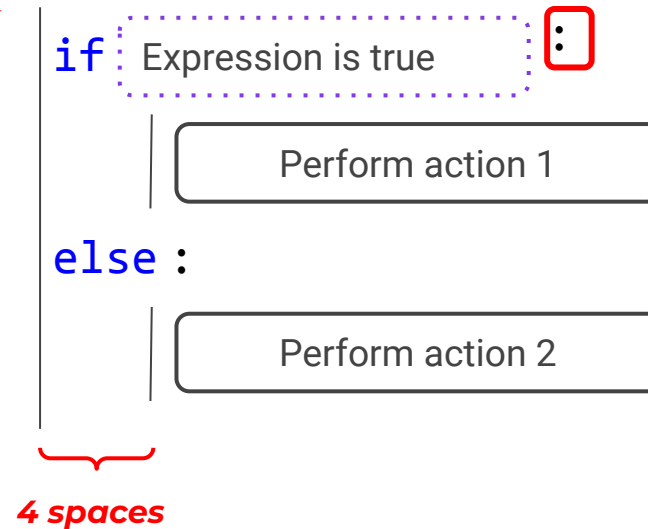 if Expression is true :
Perform action 1
else :
Perform action 2
4 spaces